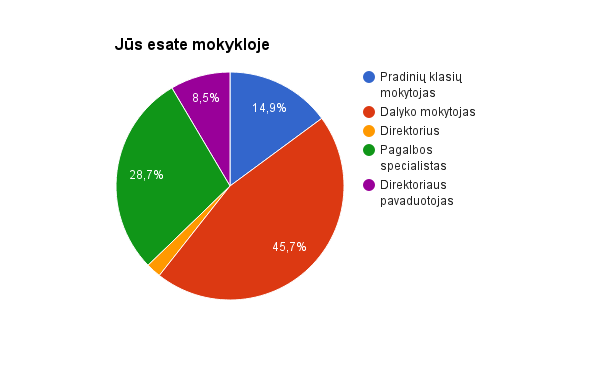 Jūs esate mokykloje
8,5%
14,9%
28,7%
45,7%
Pradinių klasių
mokytojas
Dalyko mokytojas
Direktorius
Pagalbos
specialistas
Direktoriaus
pavaduotojas